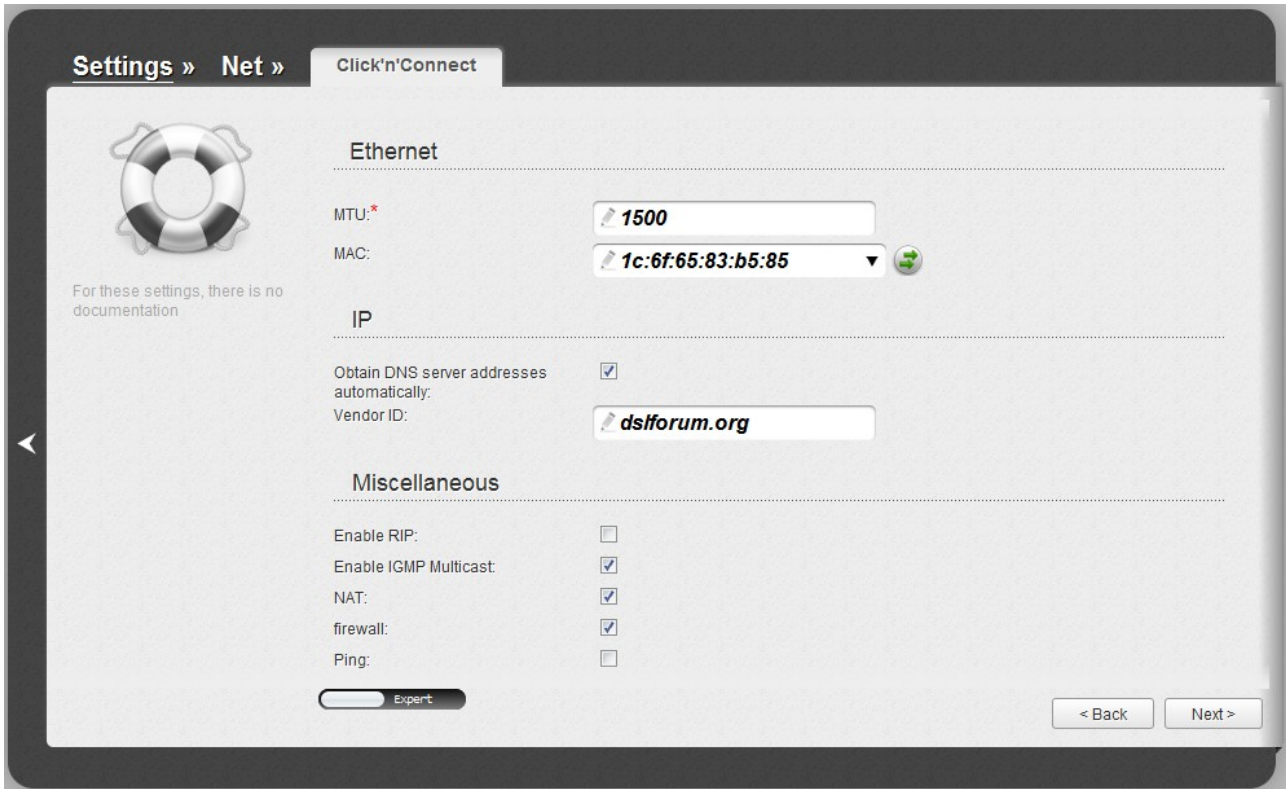 Settings » Net » Click'n'Connect
For these settings, there is no
documentation
Ethernet
MTU:*
1500
MAC:
1c:6f:65:83:b5:85
IP
Obtain DNS server addresses
automatically:
Vendor ID:
dslforum.org
Miscellaneous
Enable RIP:
Enable IGMP Multicast:
NAT:
firewall:
Ping:
Expert
< Back
Next >